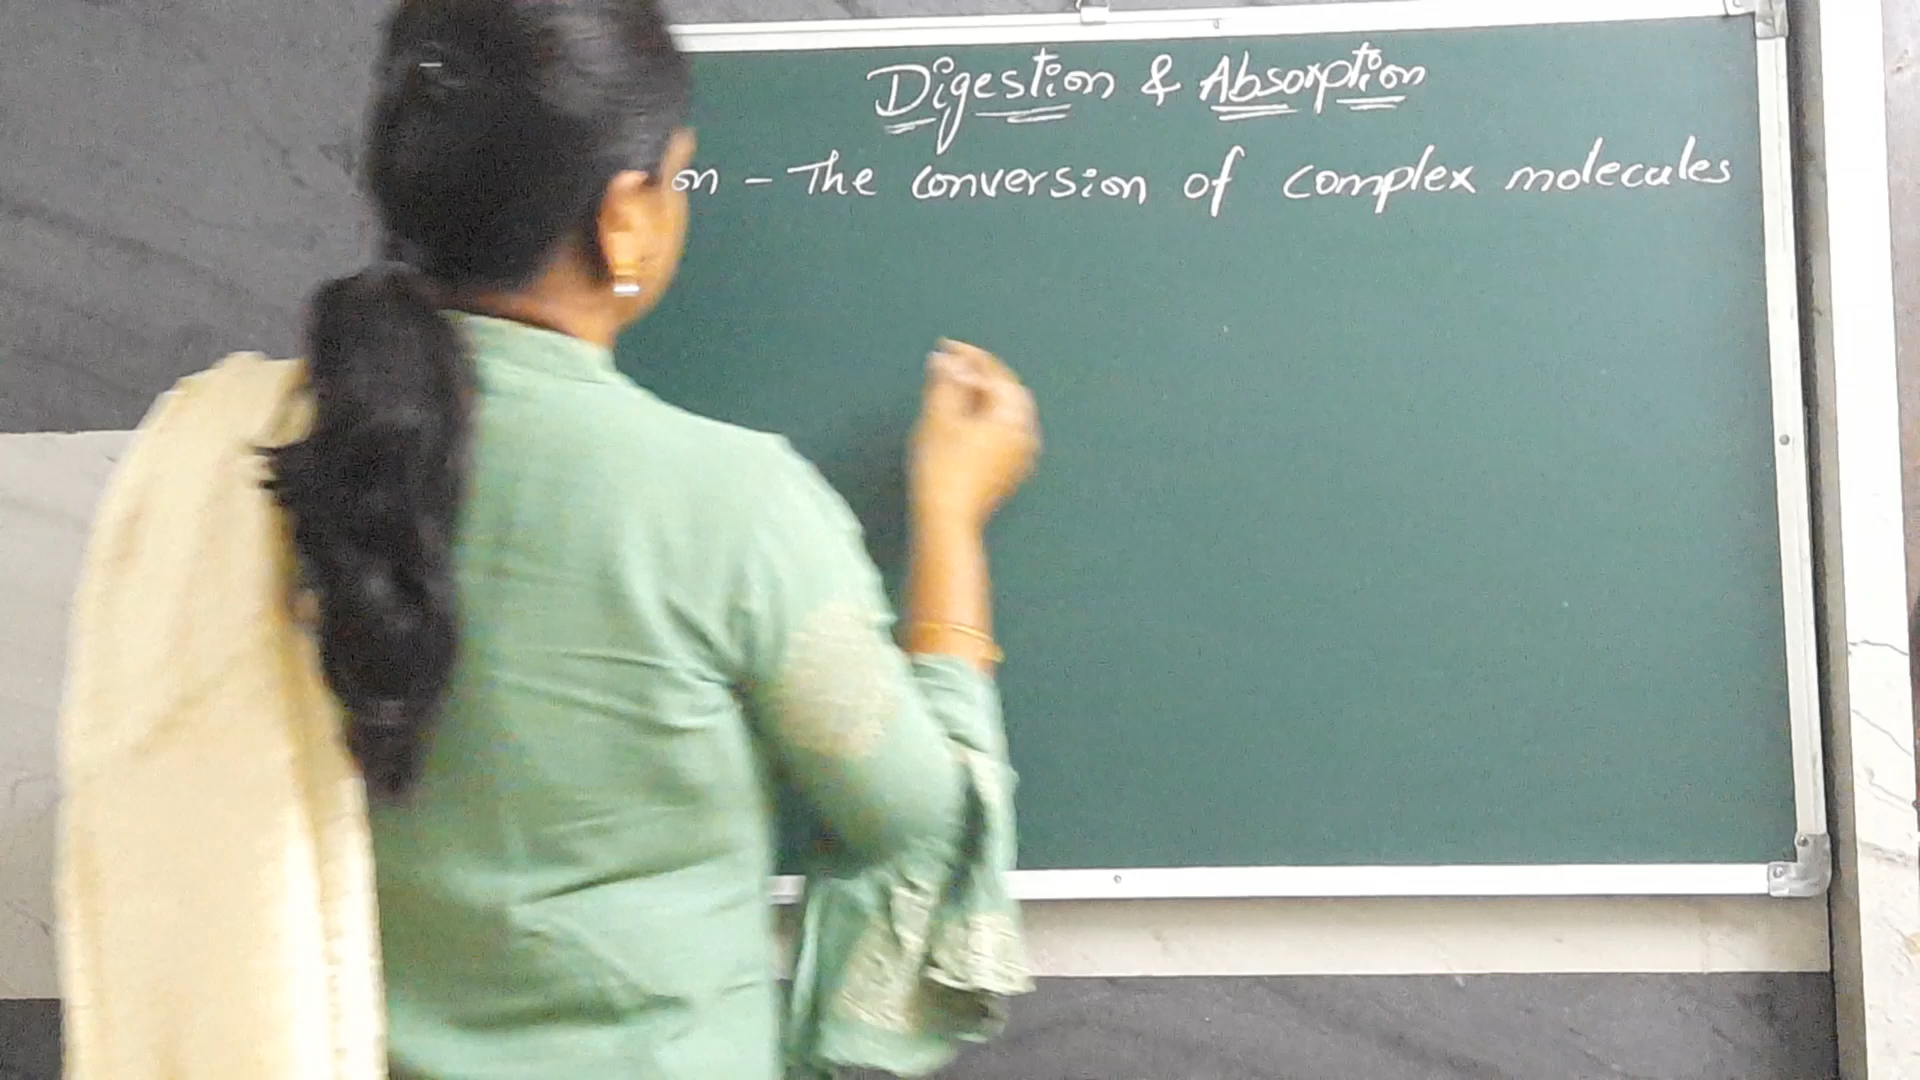 Digestion & Absorption
on - The conversion of complex molecules